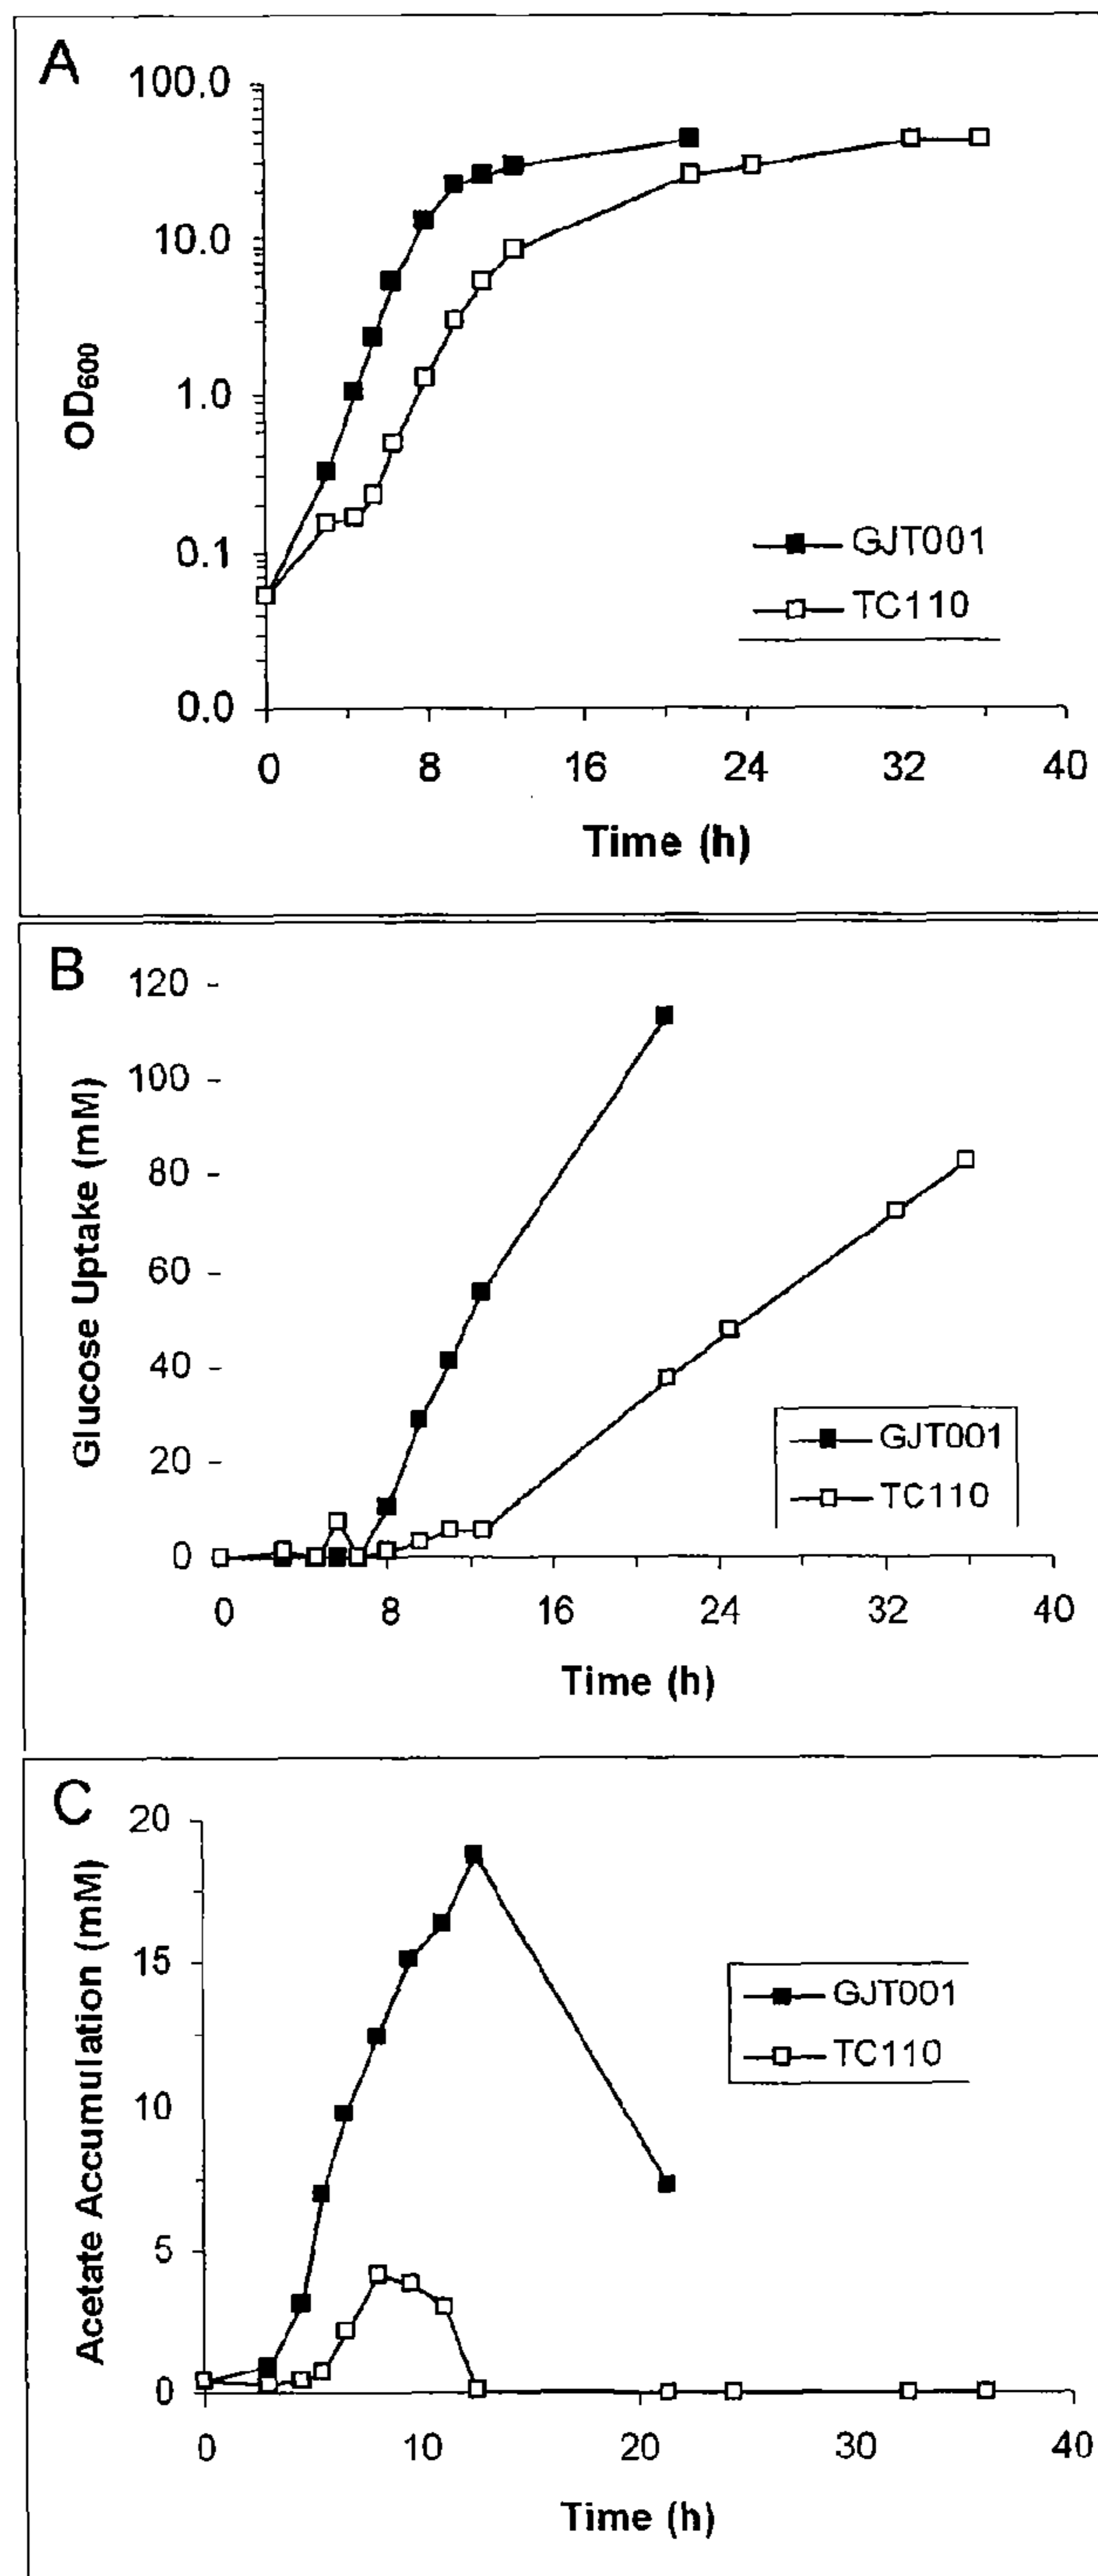 A
100.0
10.0
1.0
0.1
0.0
OD600
GJT001
TC110
0 8 16 24 32 40
Time (h)
B
120
100
80
60
40
20
0
Glucose Uptake (mM)
GJT001
TC110
0 8 16 24 32 40
Time (h)
C
20
15
10
5
0
Acetate Accumulation (mM)
GJT001
TC110
0 10 20 30 40
Time (h)